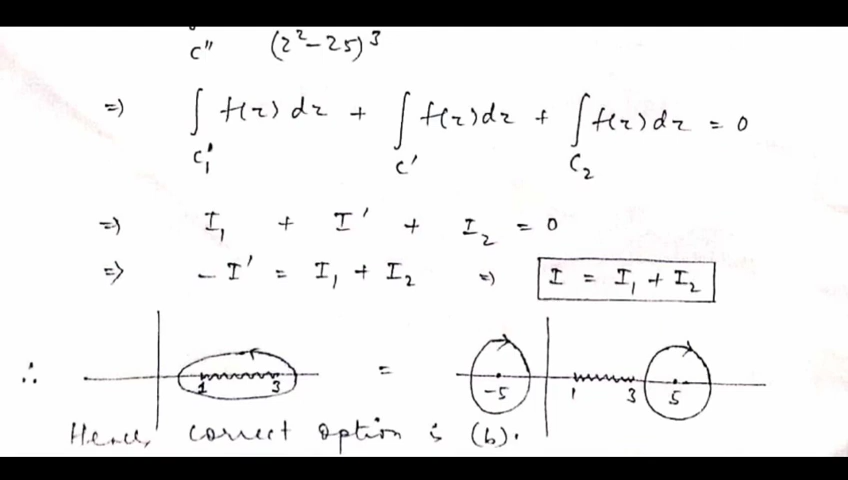 c" (z²-25)³
=> ∫ f(z) dz + ∫ f(z) dz + ∫ f(z) dz = 0
c₁' c' c₂
=> I₁ + I' + I₂ = 0
=> - I' = I₁ + I₂ => I = I₁ + I₂
∴ 1 3 = -5 1 3 5
Hence, correct option is (b).